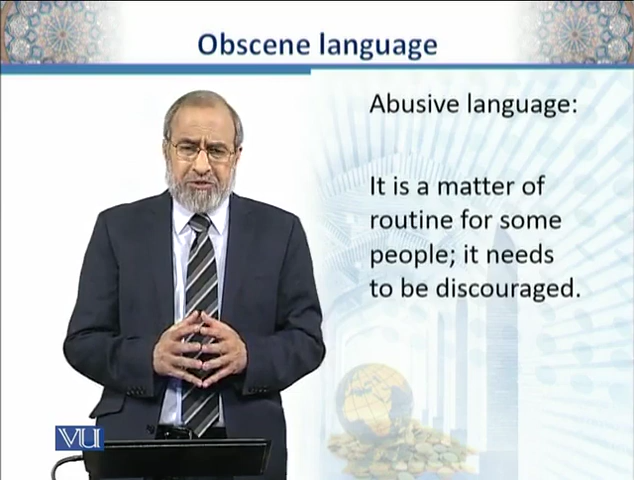 Obscene language
Abusive language:
It is a matter of
routine for some
people; it needs
to be discouraged.
VU